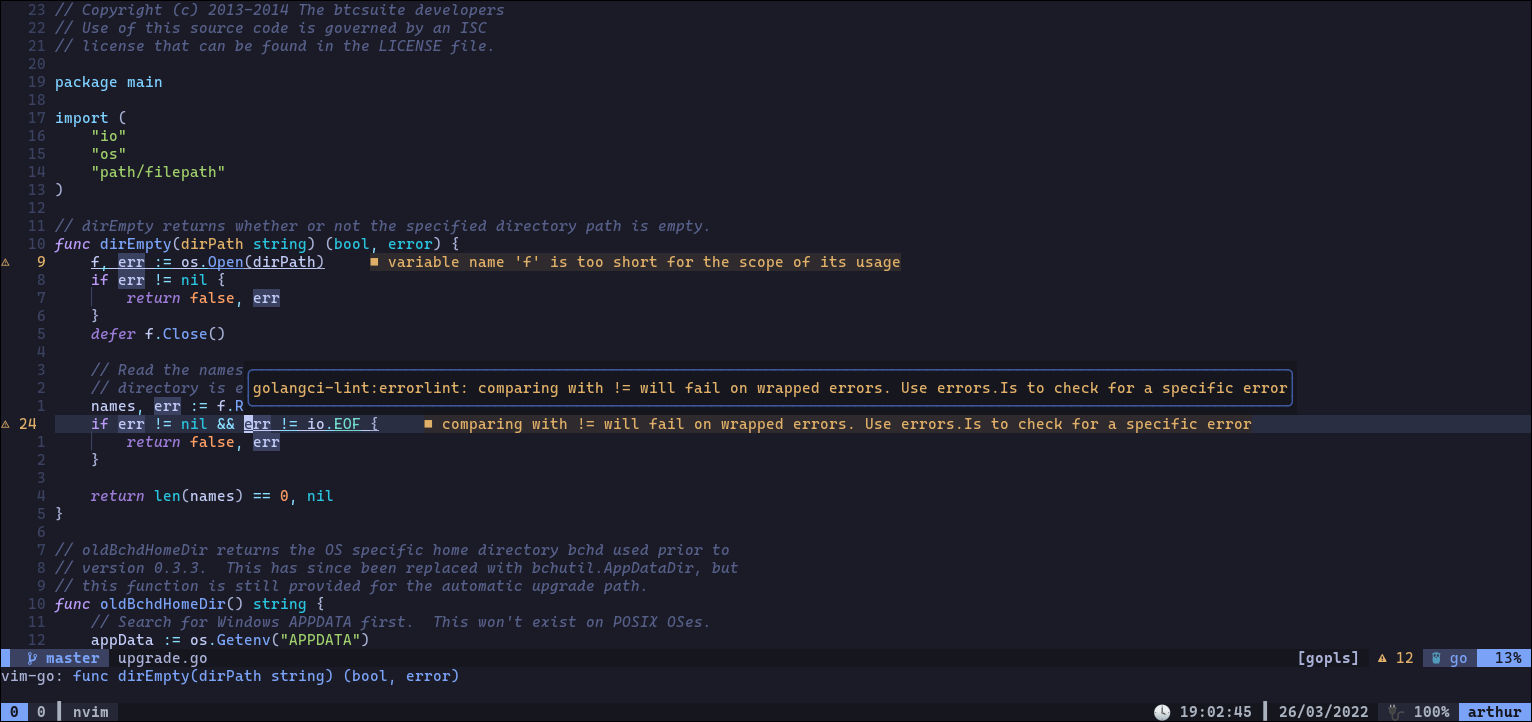 23 // Copyright (c) 2013-2014 The btcsuite developers
22 // Use of this source code is governed by an ISC
21 // license that can be found in the LICENSE file.
20
19 package main
18
17 import (
16     "io"
15     "os"
14     "path/filepath"
13 )
12
11 // dirEmpty returns whether or not the specified directory path is empty.
10 func dirEmpty(dirPath string) (bool, error) {
⚠ 9     f, err := os.Open(dirPath)     ■ variable name 'f' is too short for the scope of its usage
8     if err != nil {
7         return false, err
6     }
5     defer f.Close()
4
3     // Read the names
2     // directory is e
golangci-lint:errorlint: comparing with != will fail on wrapped errors. Use errors.Is to check for a specific error
1     names, err := f.R
⚠ 24     if err != nil && err != io.EOF {     ■ comparing with != will fail on wrapped errors. Use errors.Is to check for a specific error
1         return false, err
2     }
3
4     return len(names) == 0, nil
5 }
6
7 // oldBchdHomeDir returns the OS specific home directory bchd used prior to
8 // version 0.3.3.  This has since been replaced with bchutil.AppDataDir, but
9 // this function is still provided for the automatic upgrade path.
10 func oldBchdHomeDir() string {
11     // Search for Windows APPDATA first.  This won't exist on POSIX OSes.
12     appData := os.Getenv("APPDATA")
master upgrade.go [gopls] ⚠ 12 go 13%
vim-go: func dirEmpty(dirPath string) (bool, error)
0 0 nvim 19:02:45 26/03/2022 100% arthur